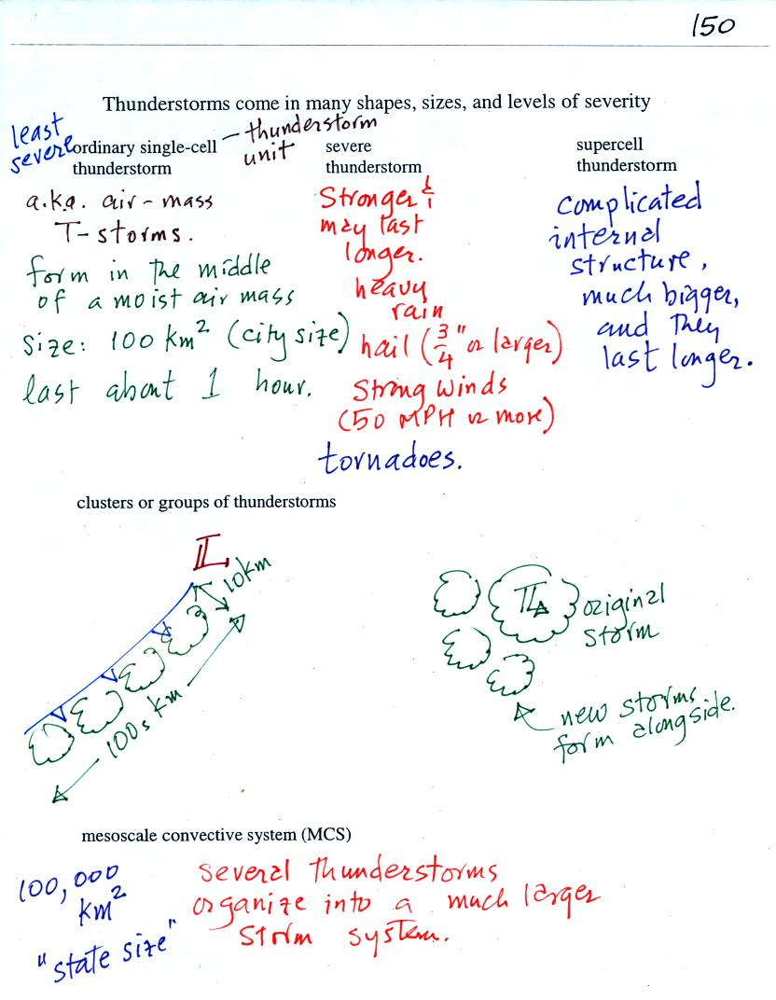 150
Thunderstorms come in many shapes, sizes, and levels of severity
least
severe
ordinary single-cell
thunderstorm
– thunderstorm
unit
a.k.a. air-mass
T-storms.
form in the middle
of a moist air mass
Size: 100 km² (city size)
last about 1 hour.
severe
thunderstorm
Stronger &
may last
longer.
heavy
rain
hail (3/4" or larger)
Strong winds
(50 MPH or more)
tornadoes.
supercell
thunderstorm
complicated
internal
structure,
much bigger,
and they
last longer.
clusters or groups of thunderstorms
L
10km
100s km
original
storm
new storms
form alongside.
mesoscale convective system (MCS)
100,000
km²
"state size"
several thunderstorms
organize into a much larger
storm system.